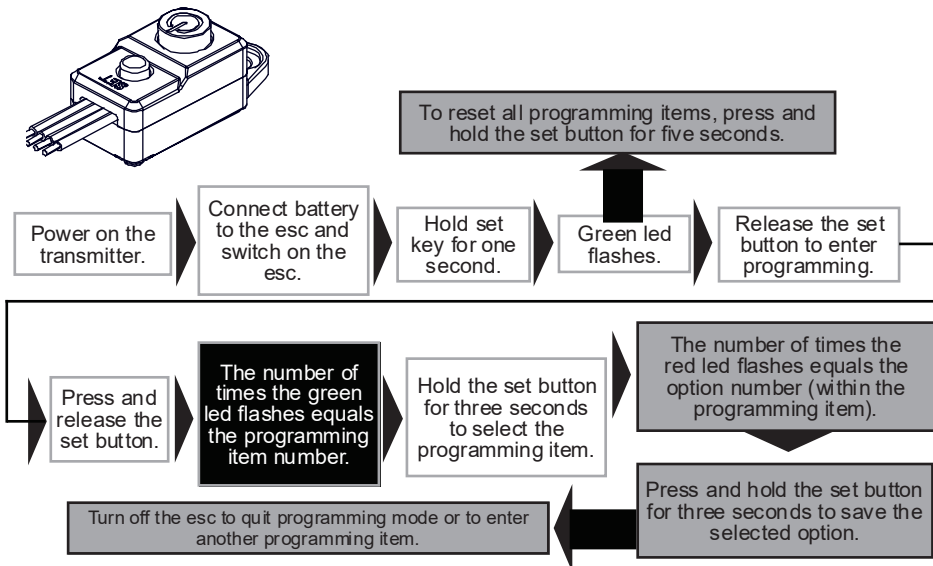 SET
To reset all programming items, press and
hold the set button for five seconds.
Power on the
transmitter.
Connect battery
to the esc and
switch on the
esc.
Hold set
key for one
second.
Green led
flashes.
Release the set
button to enter
programming.
Press and
release the
set button.
The number of
times the green
led flashes equals
the programming
item number.
Hold the set button
for three seconds
to select the
programming item.
The number of times the
red led flashes equals the
option number (within the
programming item).
Press and hold the set button
for three seconds to save the
selected option.
Turn off the esc to quit programming mode or to enter
another programming item.